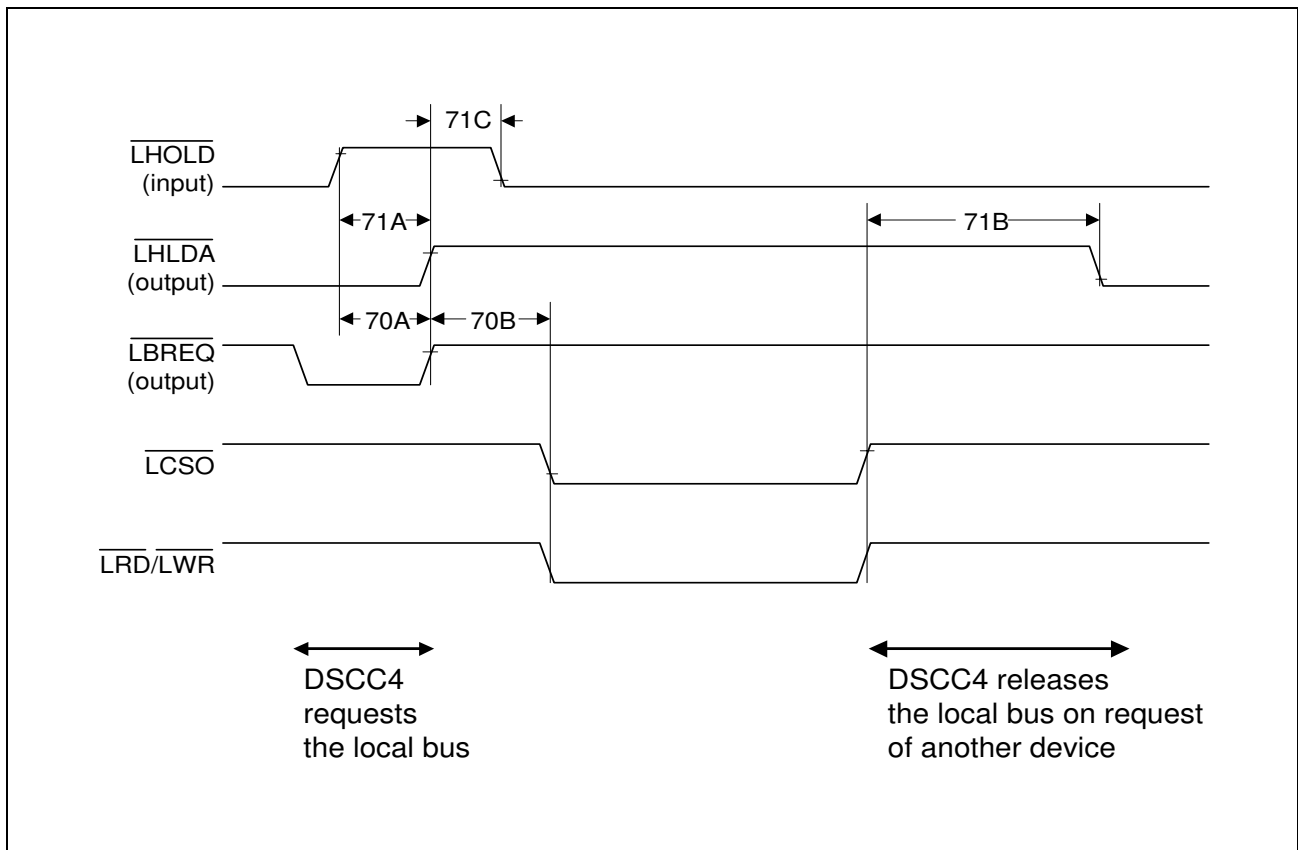 71C
LHOLD
(input)
71A
71B
LHLDA
(output)
70A
70B
LBREQ
(output)
LCSO
LRD/LWR
DSCC4
requests
the local bus
DSCC4 releases
the local bus on request
of another device